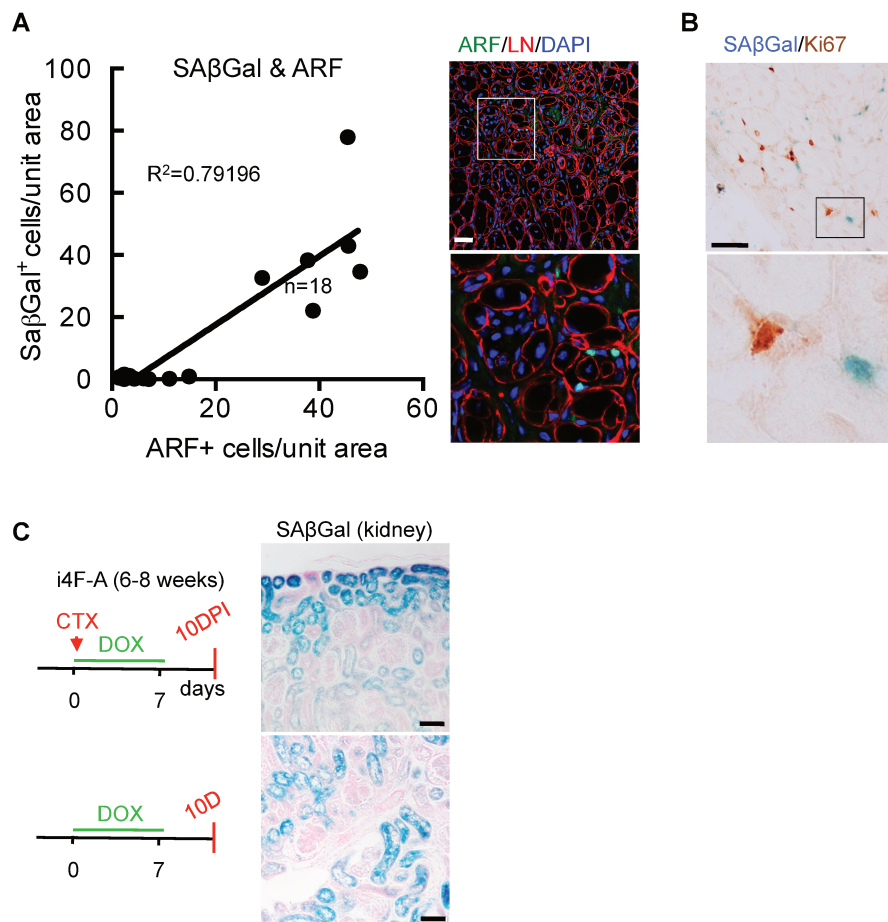 A
SAβGal & ARF
SaβGal+ cells/unit area
100
80
60
40
20
0
R2=0.79196
n=18
0
20
40
60
ARF+ cells/unit area
ARF/LN/DAPI
B
SAβGal/Ki67
C
SAβGal (kidney)
i4F-A (6-8 weeks)
CTX
DOX
10DPI
0
7
days
DOX
10D
0
7